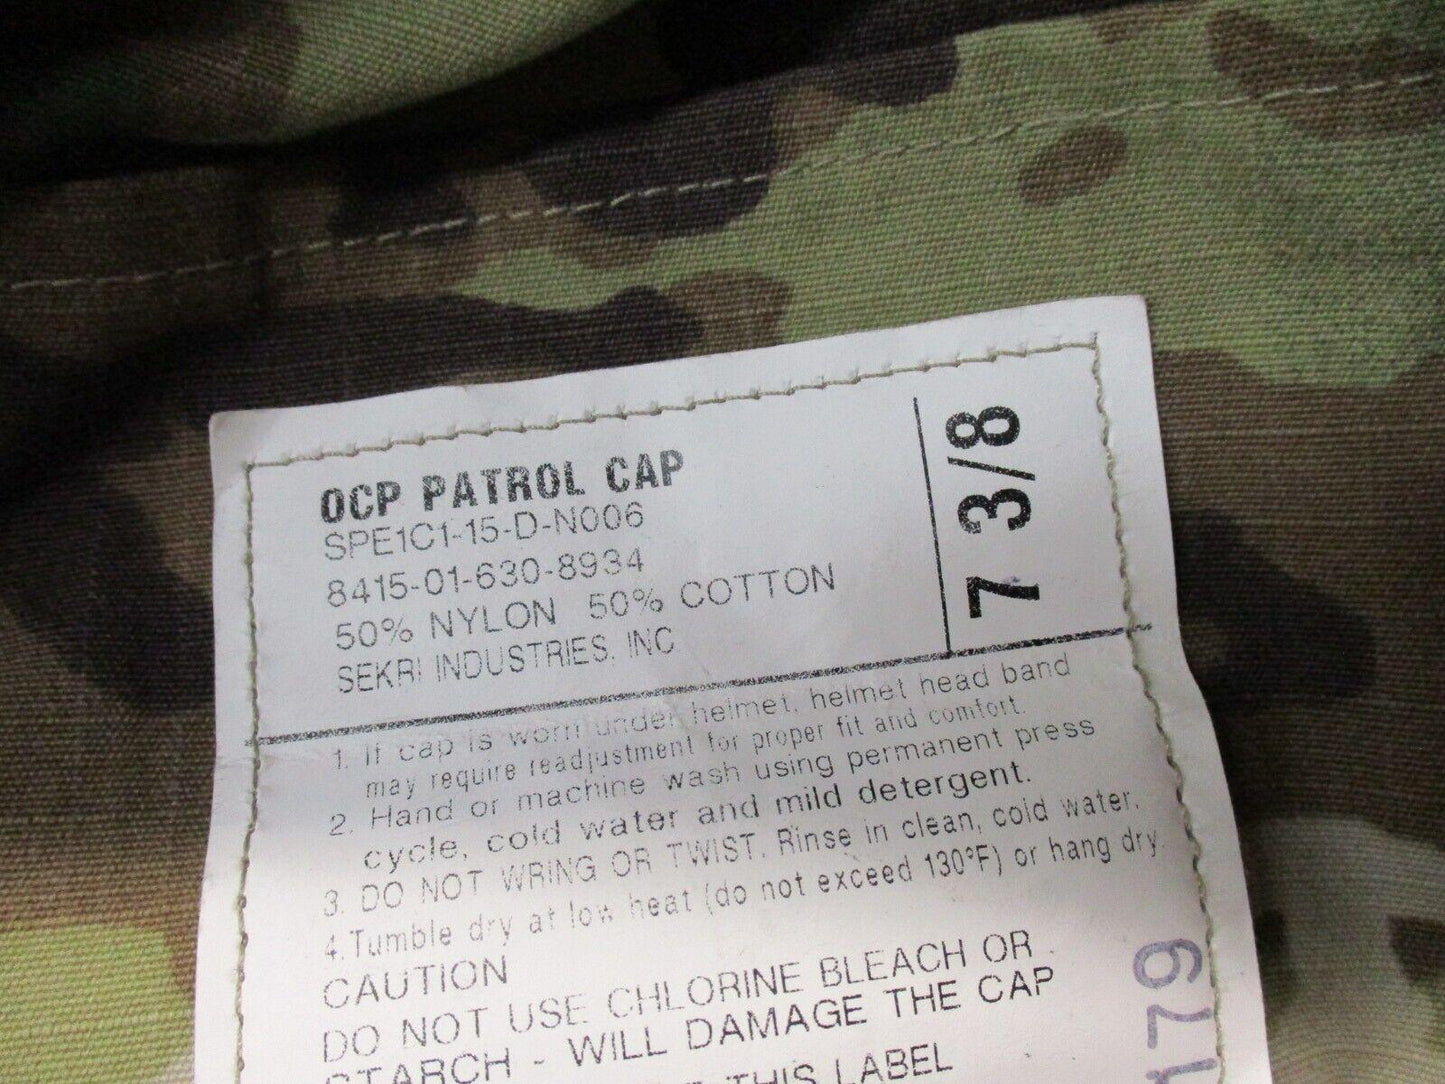 OCP PATROL CAP
SPE1C1-15-D-N006
8415-01-630-8934
50% NYLON 50% COTTON
SEKRI INDUSTRIES, INC
7 3/8
1. If cap is worn under helmet, helmet head band
may require readjustment for proper fit and comfort.
2. Hand or machine wash using permanent press
cycle, cold water and mild detergent.
3. DO NOT WRING OR TWIST. Rinse in clean, cold water.
4. Tumble dry at low heat (do not exceed 130°F) or hang dry.
CAUTION
DO NOT USE CHLORINE BLEACH OR
STARCH - WILL DAMAGE THE CAP
THIS LABEL
179